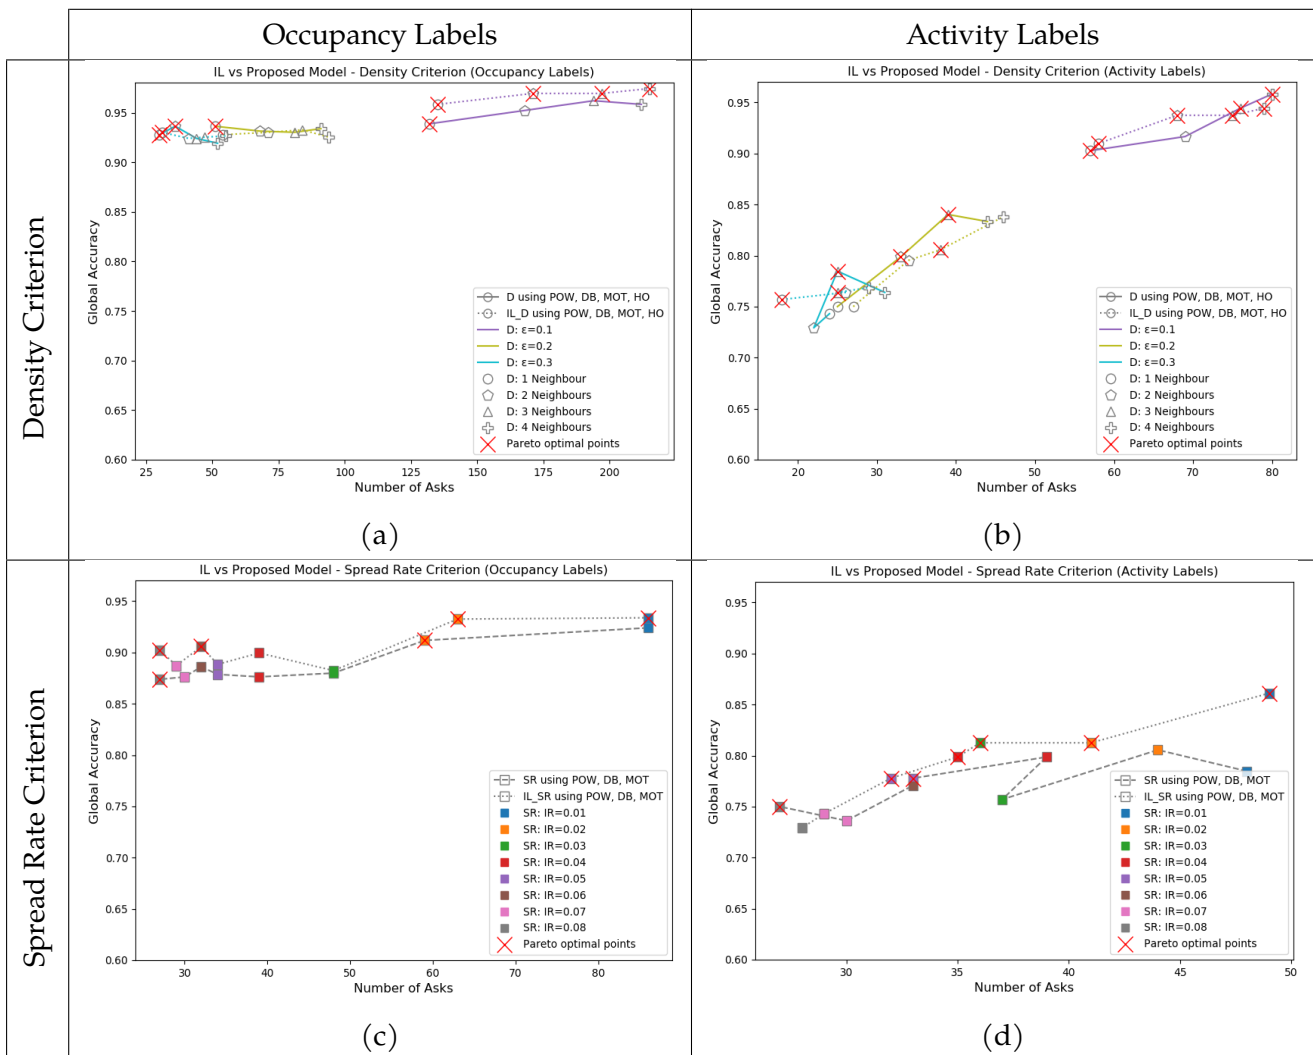 Occupancy Labels
Activity Labels
Density Criterion
IL vs Proposed Model - Density Criterion (Occupancy Labels)
Global Accuracy
0.95
0.90
0.85
0.80
0.75
0.70
0.65
0.60
D using POW, DB, MOT, HO
IL_D using POW, DB, MOT, HO
D: ε=0.1
D: ε=0.2
D: ε=0.3
D: 1 Neighbour
D: 2 Neighbours
D: 3 Neighbours
D: 4 Neighbours
Pareto optimal points
25 50 75 100 125 150 175 200
Number of Asks
(a)
IL vs Proposed Model - Density Criterion (Activity Labels)
Global Accuracy
0.95
0.90
0.85
0.80
0.75
0.70
0.65
0.60
D using POW, DB, MOT, HO
IL_D using POW, DB, MOT, HO
D: ε=0.1
D: ε=0.2
D: ε=0.3
D: 1 Neighbour
D: 2 Neighbours
D: 3 Neighbours
D: 4 Neighbours
Pareto optimal points
20 30 40 50 60 70 80
Number of Asks
(b)
Spread Rate Criterion
IL vs Proposed Model - Spread Rate Criterion (Occupancy Labels)
Global Accuracy
0.95
0.90
0.85
0.80
0.75
0.70
0.65
0.60
SR using POW, DB, MOT
IL_SR using POW, DB, MOT
SR: IR=0.01
SR: IR=0.02
SR: IR=0.03
SR: IR=0.04
SR: IR=0.05
SR: IR=0.06
SR: IR=0.07
SR: IR=0.08
Pareto optimal points
30 40 50 60 70 80
Number of Asks
(c)
IL vs Proposed Model - Spread Rate Criterion (Activity Labels)
Global Accuracy
0.95
0.90
0.85
0.80
0.75
0.70
0.65
0.60
SR using POW, DB, MOT
IL_SR using POW, DB, MOT
SR: IR=0.01
SR: IR=0.02
SR: IR=0.03
SR: IR=0.04
SR: IR=0.05
SR: IR=0.06
SR: IR=0.07
SR: IR=0.08
Pareto optimal points
30 35 40 45 50
Number of Asks
(d)